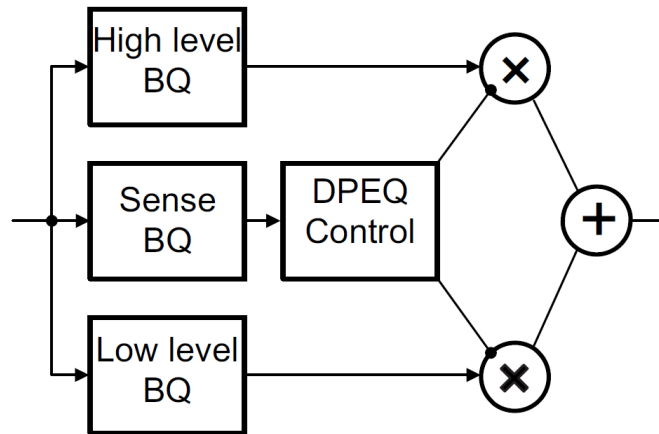 High level
BQ
×
Sense
BQ
DPEQ
Control
+
Low level
BQ
×